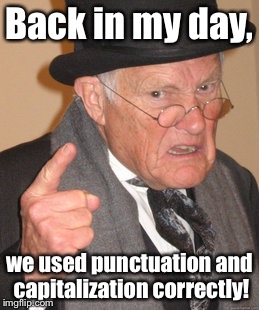 Back in my day,
we used punctuation and
capitalization correctly!
imgflip.com